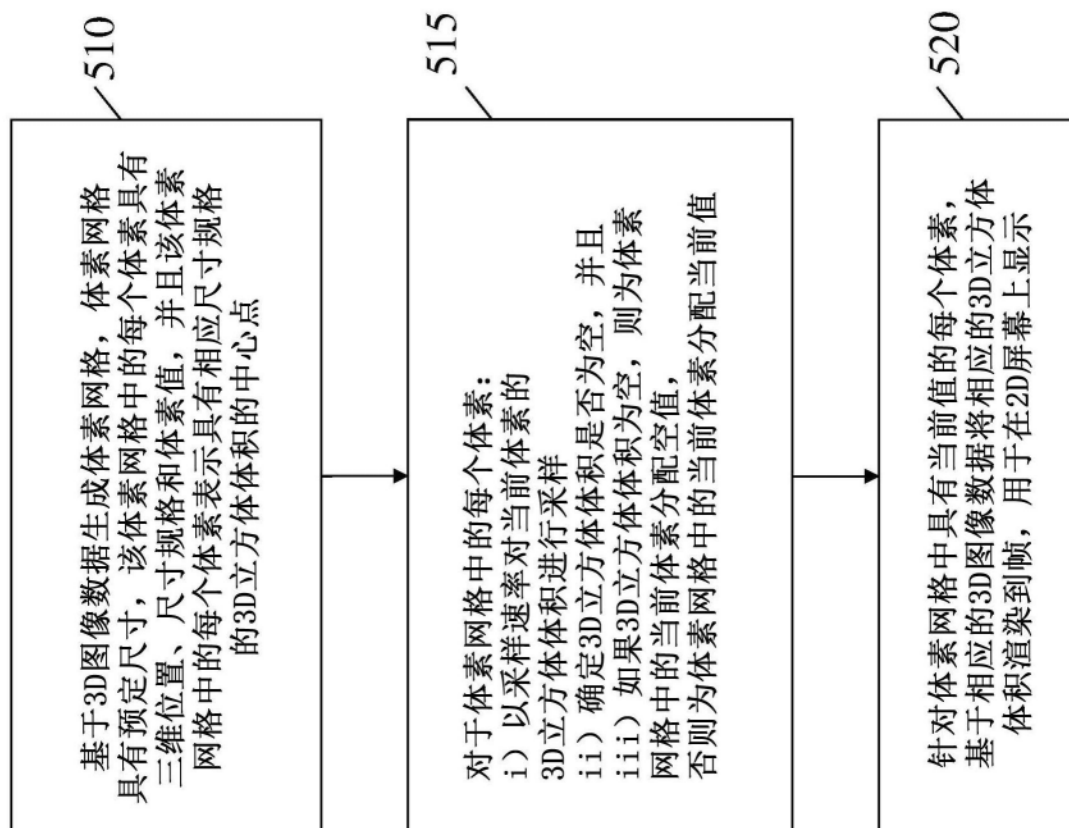 510
基于3D图像数据生成体素网格，体素网格
具有预定尺寸，该体素网格中的每个体素具有
三维位置、尺寸规格和体素值，并且该体素
网格中的每个体素表示具有相应尺寸规格
的3D立方体体积的中心点
515
对于体素网格中的每个体素：
i）以采样速率对当前体素的
3D立方体体积进行采样
ii）确定3D立方体体积是否为空，并且
iii）如果3D立方体体积为空，则为体素
网格中的当前体素分配空值，
否则为体素网格中的当前体素分配当前值
520
针对体素网格中具有当前值的每个体素，
基于相应的3D图像数据将相应的3D立方体
体积渲染到帧，用于在2D屏幕上显示